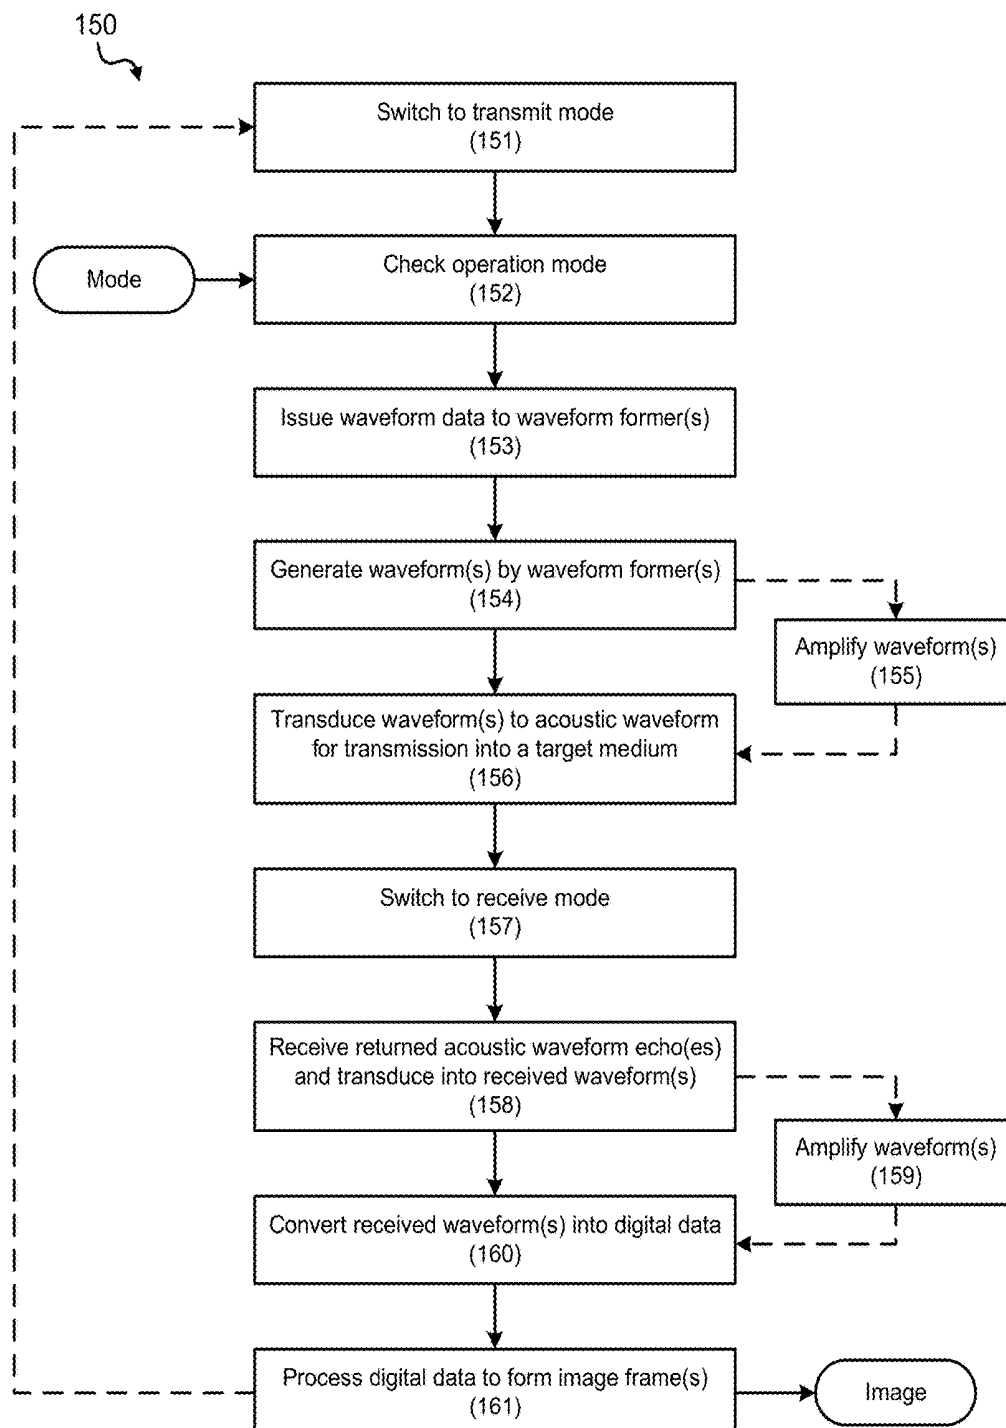 150
Switch to transmit mode
(151)
Mode
Check operation mode
(152)
Issue waveform data to waveform former(s)
(153)
Generate waveform(s) by waveform former(s)
(154)
Amplify waveform(s)
(155)
Transduce waveform(s) to acoustic waveform
for transmission into a target medium
(156)
Switch to receive mode
(157)
Receive returned acoustic waveform echo(es)
and transduce into received waveform(s)
(158)
Amplify waveform(s)
(159)
Convert received waveform(s) into digital data
(160)
Process digital data to form image frame(s)
(161)
Image